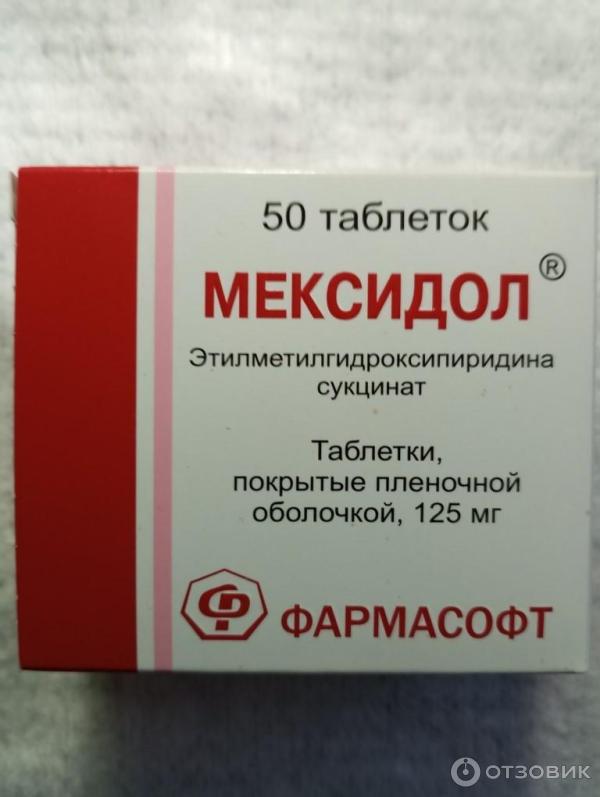 50 таблеток
МЕКСИДОЛ®
Этилметилгидроксипиридина
сукцинат
Таблетки,
покрытые пленочной
оболочкой, 125 мг
ФАРМАСОФТ
ОТЗОВИК